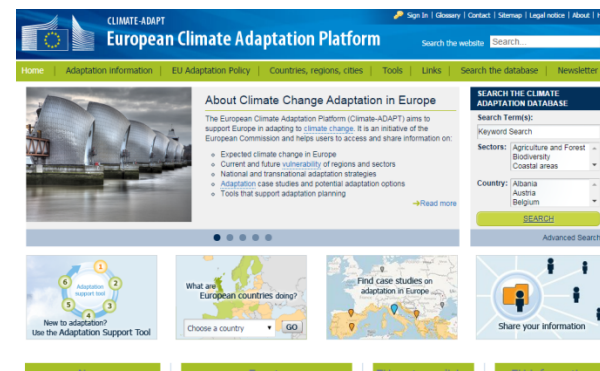 CLIMATE-ADAPT
European Climate Adaptation Platform
Sign In | Glossary | Contact | Sitemap | Legal notice | About |
Search the website Search...
Home | Adaptation information | EU Adaptation Policy | Countries, regions, cities | Tools | Links | Search the database | Newsletter
About Climate Change Adaptation in Europe
The European Climate Adaptation Platform (Climate-ADAPT) aims to
support Europe in adapting to climate change. It is an initiative of the
European Commission and helps users to access and share information on:
Expected climate change in Europe
Current and future vulnerability of regions and sectors
National and transnational adaptation strategies
Adaptation case studies and potential adaptation options
Tools that support adaptation planning
Read more
SEARCH THE CLIMATE
ADAPTATION DATABASE
Search Term(s):
Keyword Search
Sectors: Agriculture and Forest
Biodiversity
Coastal areas
Country: Albania
Austria
Belgium
SEARCH
Advanced Search
1
2
3
4
5
6
Adaptation
support tool
New to adaptation?
Use the Adaptation Support Tool
What are
European countries doing?
Choose a country GO
Find case studies on
adaptation in Europe
Share your information